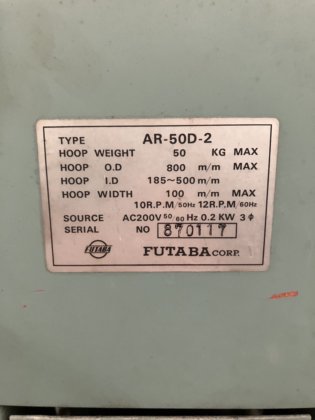 TYPE AR-50D-2
HOOP WEIGHT 50 KG MAX
HOOP O.D 800 m/m MAX
HOOP I.D 185~500 m/m
HOOP WIDTH 100 m/m MAX
10R.P.M/50Hz 12R.P.M/60Hz
SOURCE AC200V 50/60 Hz 0.2 KW 3φ
SERIAL NO 870117
FUTABA FUTABA CORP.